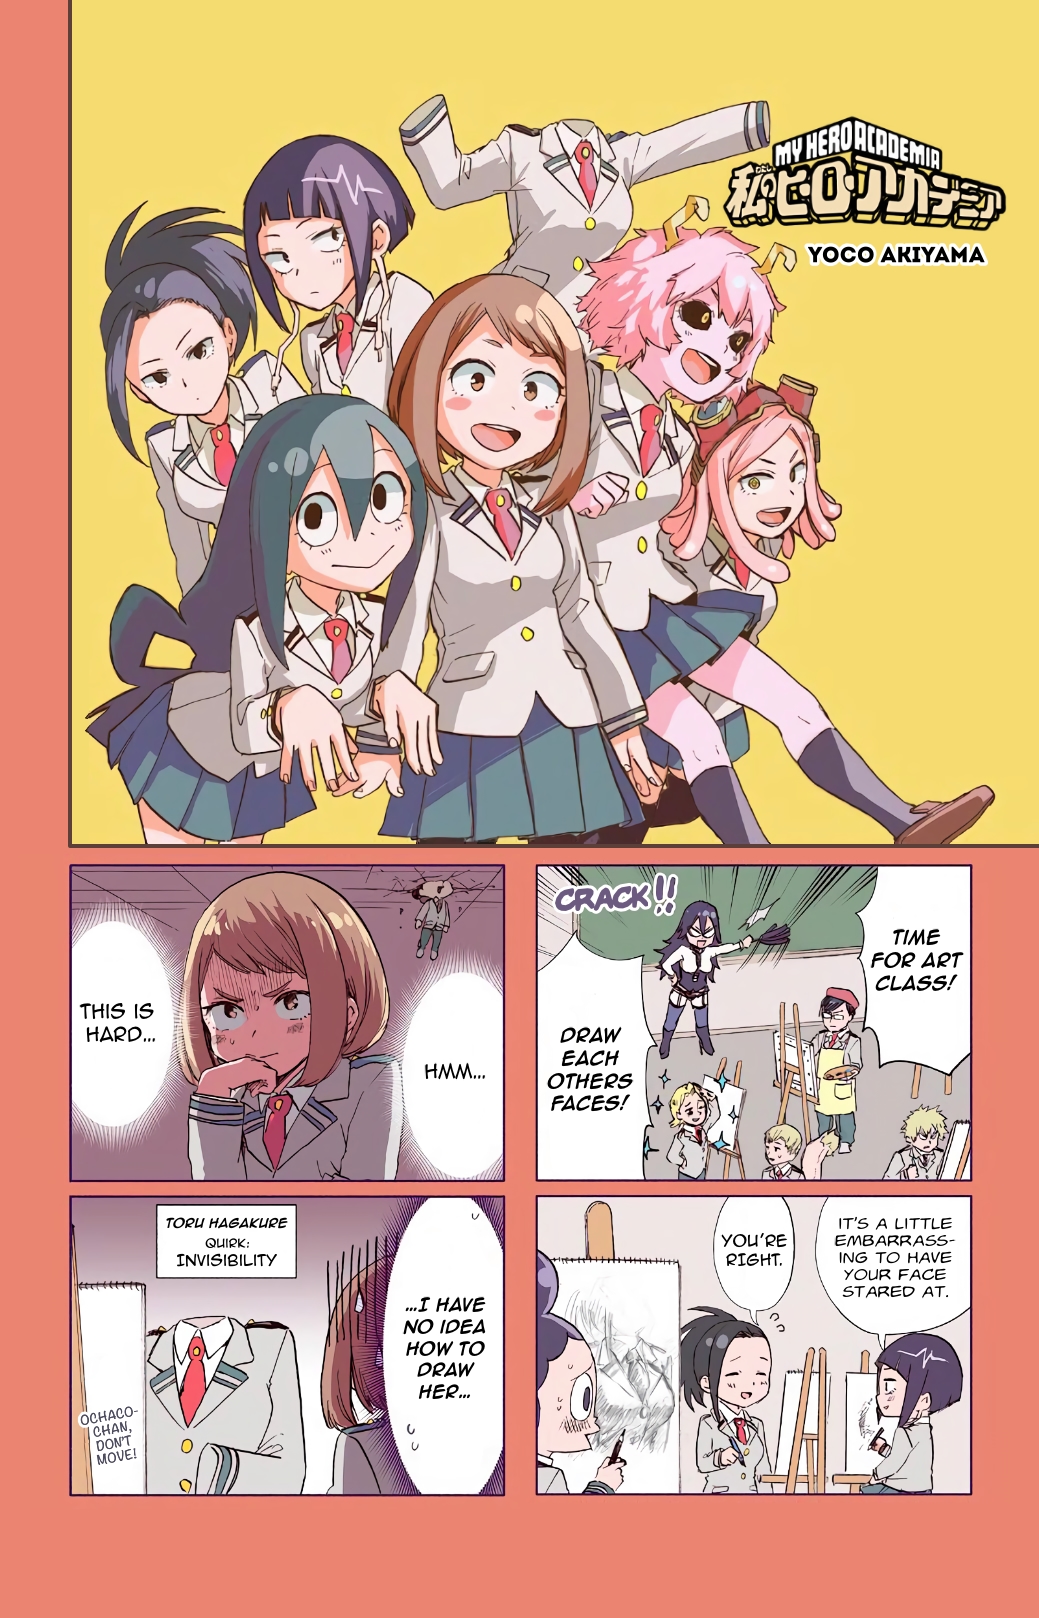 MY HERO ACADEMIA
わたし
私のヒーローアカデミア
YOCO AKIYAMA
CRACK!!
TIME
FOR ART
CLASS!
DRAW
EACH
OTHERS
FACES!
IT'S A LITTLE
EMBARRASS-
ING TO HAVE
YOUR FACE
STARED AT.
YOU'RE
RIGHT.
HMM...
THIS IS
HARD...
...I HAVE
NO IDEA
HOW TO
DRAW
HER...
TORU HAGAKURE
QUIRK:
INVISIBILITY
OCHACO-
CHAN,
DON'T
MOVE!